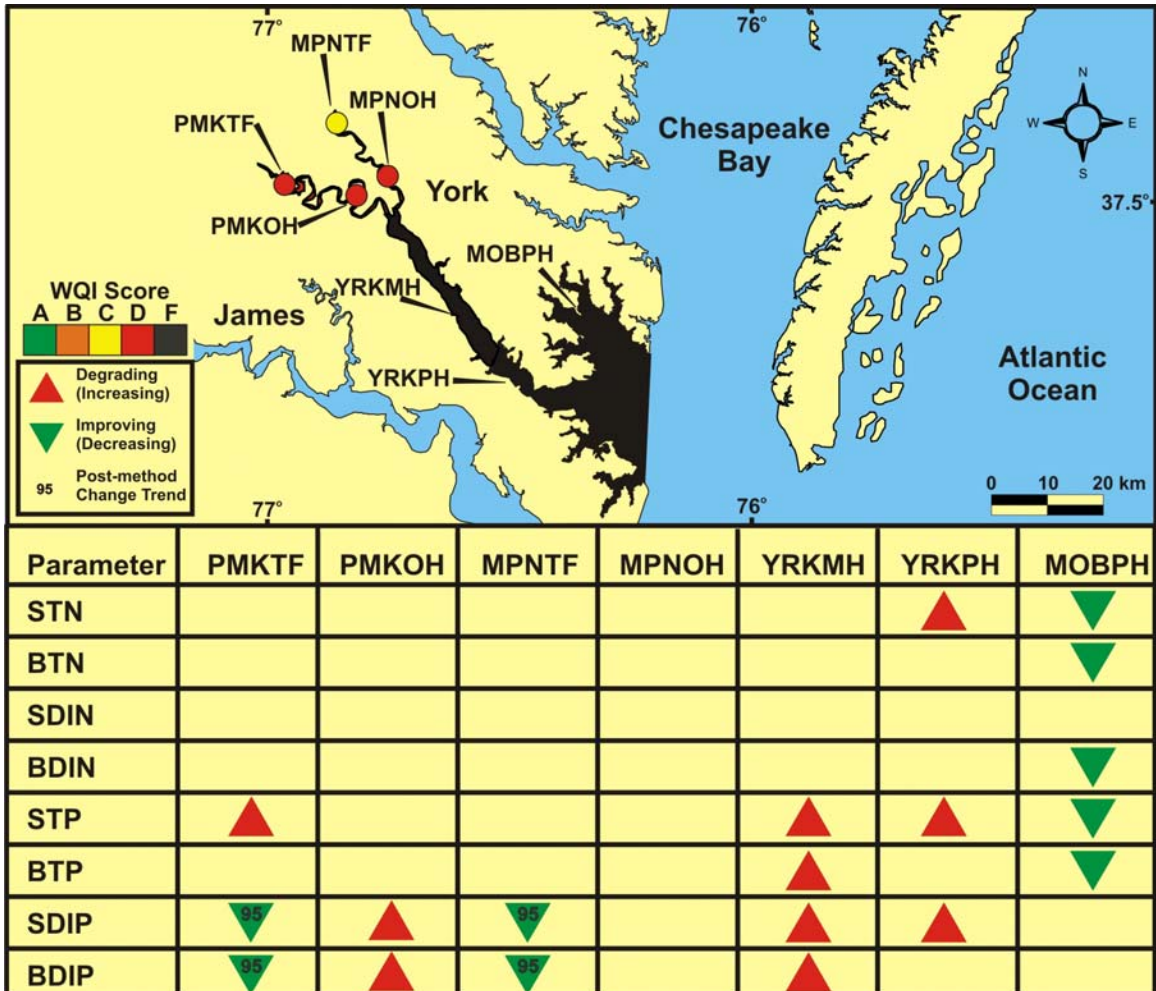 77°
76°
MPNTF
MPNOH
PMKTF
Chesapeake
Bay
N
W
E
S
York
37.5°
PMKOH
MOBPH
YRKMH
WQI Score
A B C D F
James
YRKPH
Atlantic
Ocean
Degrading
(Increasing)
Improving
(Decreasing)
95 Post-method
Change Trend
0 10 20 km
77°
76°
Parameter PMKTF PMKOH MPNTF MPNOH YRKMH YRKPH MOBPH
STN
BTN
SDIN
BDIN
STP
BTP
SDIP 95 95
BDIP 95 95